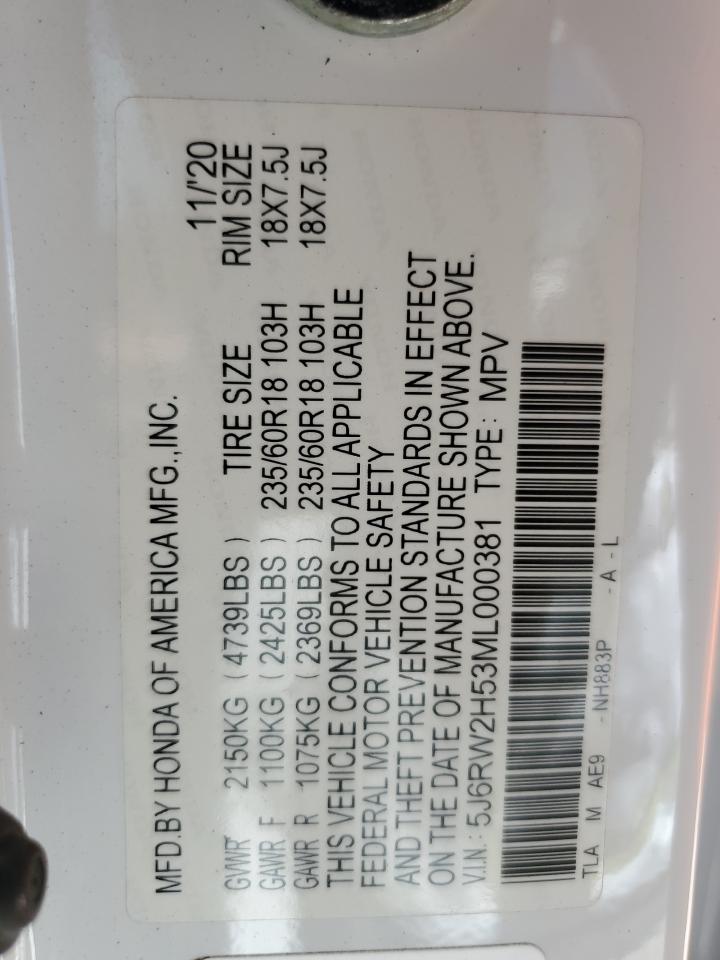 MFD.BY HONDA OF AMERICA MFG.,INC. 11/'20
GVWR 2150KG (4739LBS) TIRE SIZE RIM SIZE
GAWR F 1100KG (2425LBS) 235/60R18 103H 18X7.5J
GAWR R 1075KG (2369LBS) 235/60R18 103H 18X7.5J
THIS VEHICLE CONFORMS TO ALL APPLICABLE
FEDERAL MOTOR VEHICLE SAFETY
AND THEFT PREVENTION STANDARDS IN EFFECT
ON THE DATE OF MANUFACTURE SHOWN ABOVE.
V.I.N.: 5J6RW2H53ML000381 TYPE: MPV
TLA M AE9 -NH883P -A-L